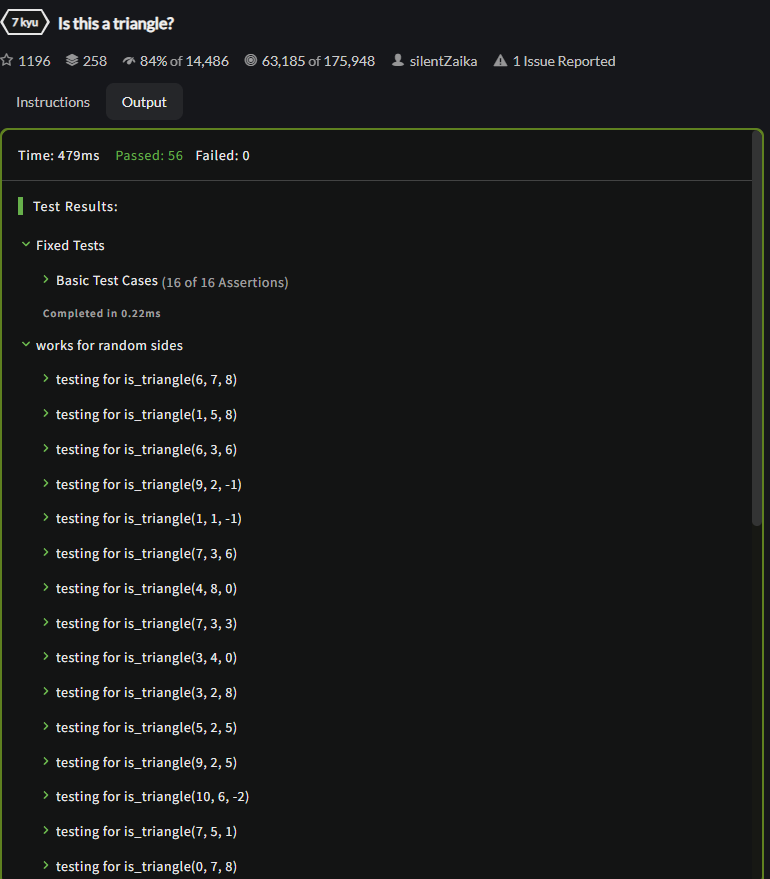 7 kyu Is this a triangle?
1196 258 84% of 14,486 63,185 of 175,948 silentZaika 1 Issue Reported
Instructions Output
Time: 479ms Passed: 56 Failed: 0
Test Results:
Fixed Tests
Basic Test Cases (16 of 16 Assertions)
Completed in 0.22ms
works for random sides
testing for is_triangle(6, 7, 8)
testing for is_triangle(1, 5, 8)
testing for is_triangle(6, 3, 6)
testing for is_triangle(9, 2, -1)
testing for is_triangle(1, 1, -1)
testing for is_triangle(7, 3, 6)
testing for is_triangle(4, 8, 0)
testing for is_triangle(7, 3, 3)
testing for is_triangle(3, 4, 0)
testing for is_triangle(3, 2, 8)
testing for is_triangle(5, 2, 5)
testing for is_triangle(9, 2, 5)
testing for is_triangle(10, 6, -2)
testing for is_triangle(7, 5, 1)
testing for is_triangle(0, 7, 8)